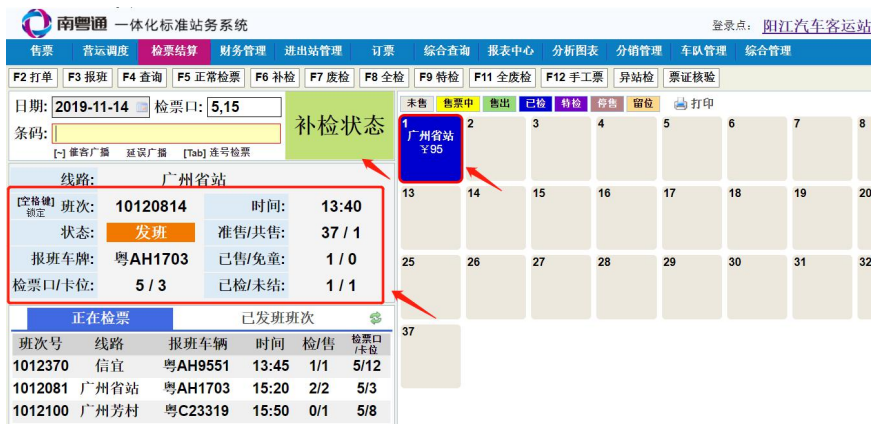 南粤通 一体化标准站务系统
登录点: 阳江汽车客运站
售票 营运调度 检票结算 财务管理 进出站管理 订票 综合查询 报表中心 分析图表 分销管理 车队管理 综合管理
F2 打单 F3 报班 F4 查询 F5 正常检票 F6 补检 F7 废检 F8 全检 F9 特检 F11 全废检 F12 手工票 异站检 票证核验
日期: 2019-11-14 检票口: 5,15
条码:
[~] 催客广播 延误广播 [Tab] 连号检票
补检状态
未售 售票中 售出 已检 特检 停售 留位 打印
线路: 广州省站
[空格键] 锁定 班次: 10120814 时间: 13:40
状态: 发班 准售/共售: 37 / 1
报班车牌: 粤AH1703 已售/免童: 1 / 0
检票口/卡位: 5 / 3 已检/未结: 1 / 1
正在检票 已发班班次
班次号 线路 报班车辆 时间 检/售 检票口/卡位
1012370 信宜 粤AH9551 13:45 1/1 5/12
1012081 广州省站 粤AH1703 15:20 2/2 5/3
1012100 广州芳村 粤C23319 15:50 0/1 5/8
1 2 3 4 5 6 7 8
广州省站
￥95
13 14 15 16 17 18 19 20
25 26 27 28 29 30 31 32
37